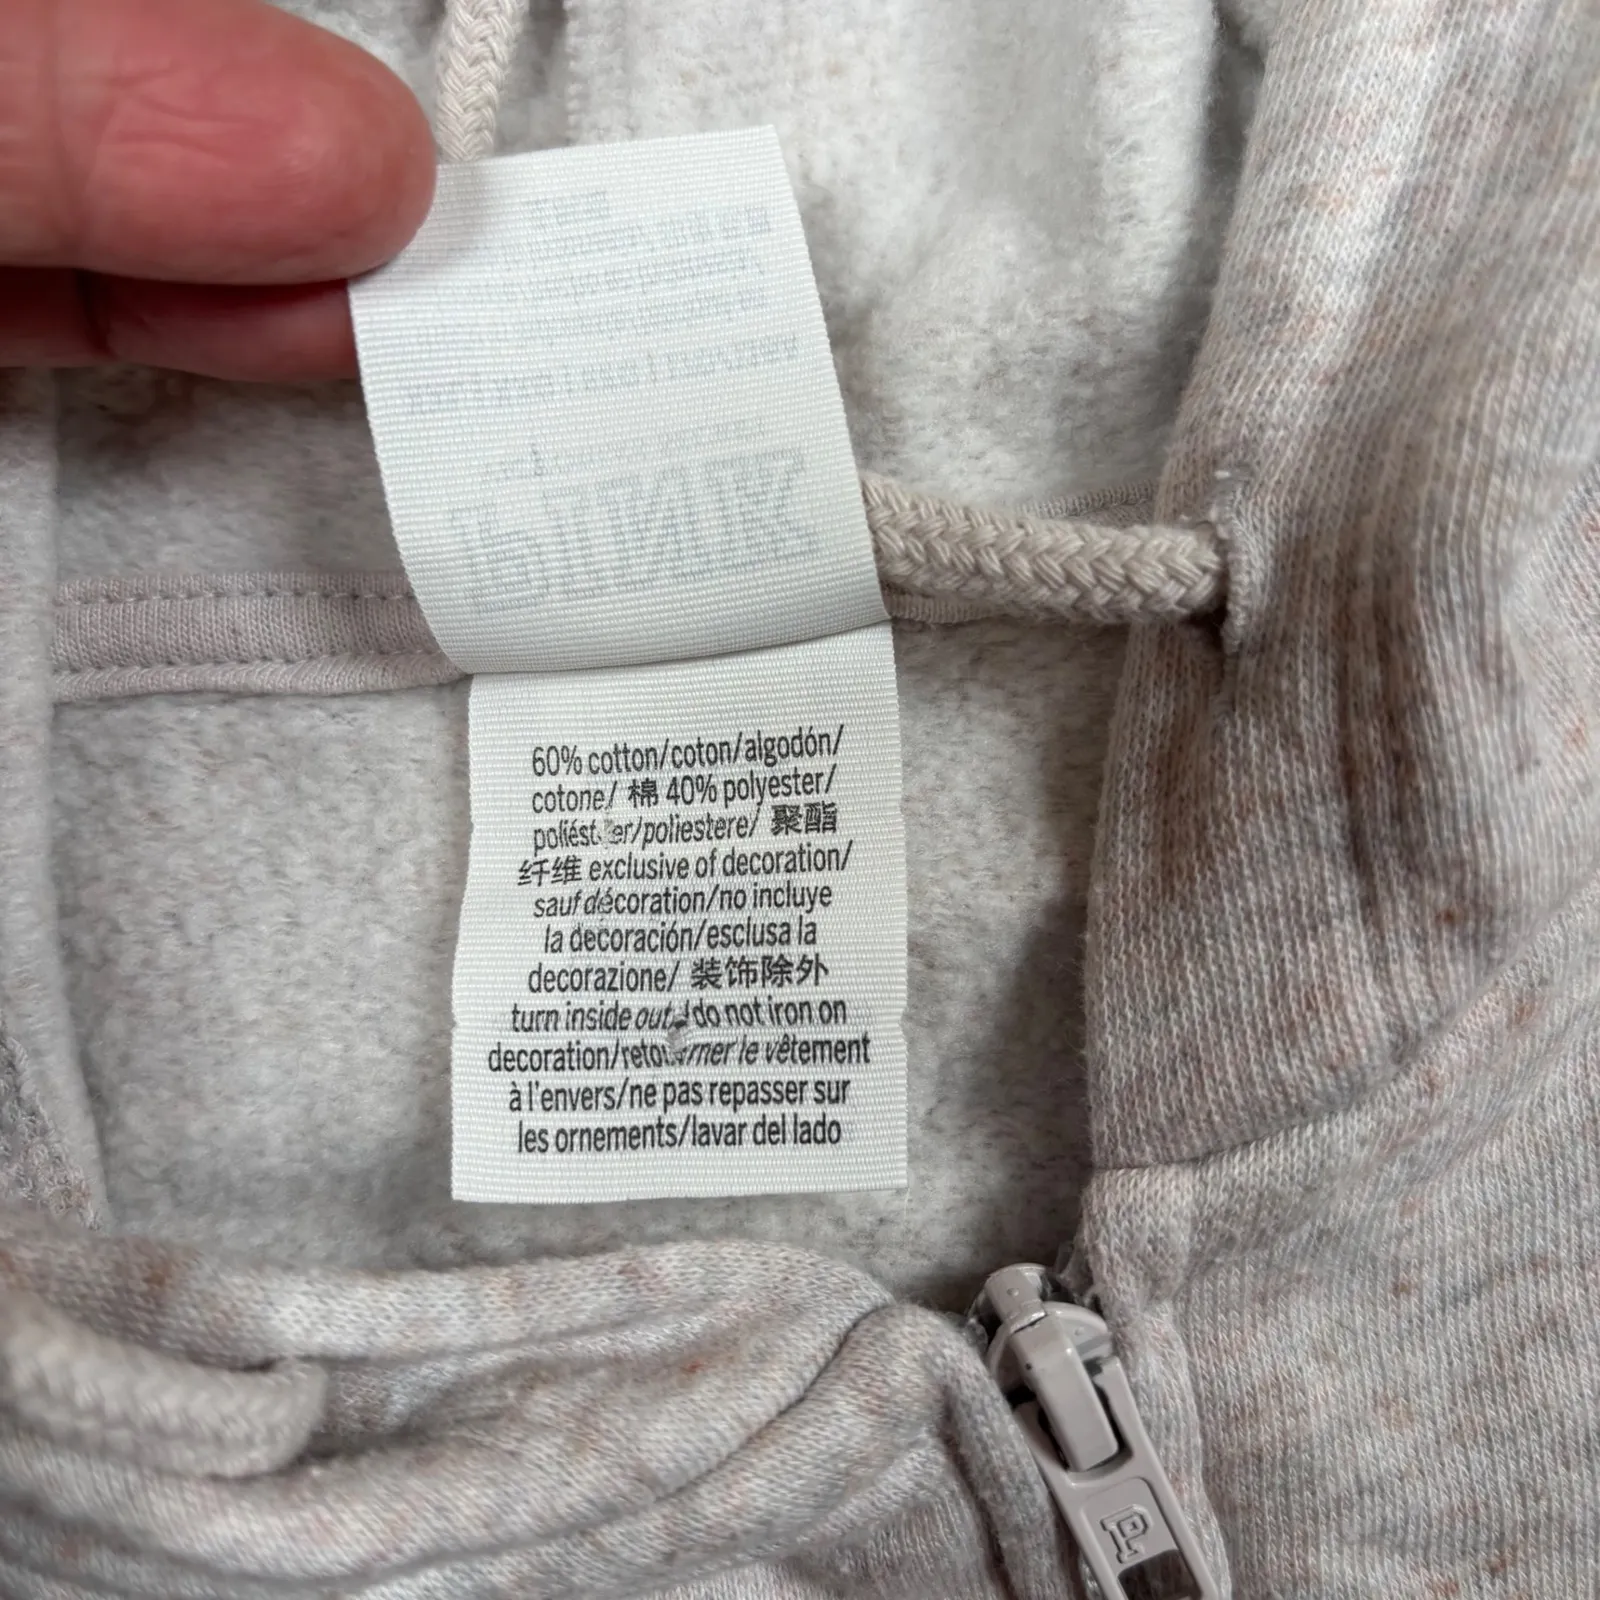 PINK
60% cotton/coton/algodón/
cotone/ 棉 40% polyester/
poliéster/poliestere/ 聚酯
纤维 exclusive of decoration/
sauf décoration/no incluye
la decoración/esclusa la
decorazione/ 装饰除外
turn inside out/do not iron on
decoration/retourner le vêtement
à l'envers/ne pas repasser sur
les ornements/lavar del lado
P